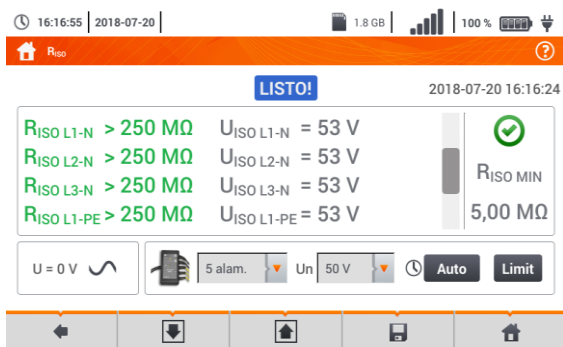 16:16:55 2018-07-20 1.8 GB 100 %
RISO ?
LISTO! 2018-07-20 16:16:24
RISO L1-N > 250 MΩ UISO L1-N = 53 V
RISO L2-N > 250 MΩ UISO L2-N = 53 V
RISO L3-N > 250 MΩ UISO L3-N = 53 V
RISO L1-PE > 250 MΩ UISO L1-PE = 53 V
RISO MIN
5,00 MΩ
U = 0 V 5 alam. Un 50 V Auto Limit